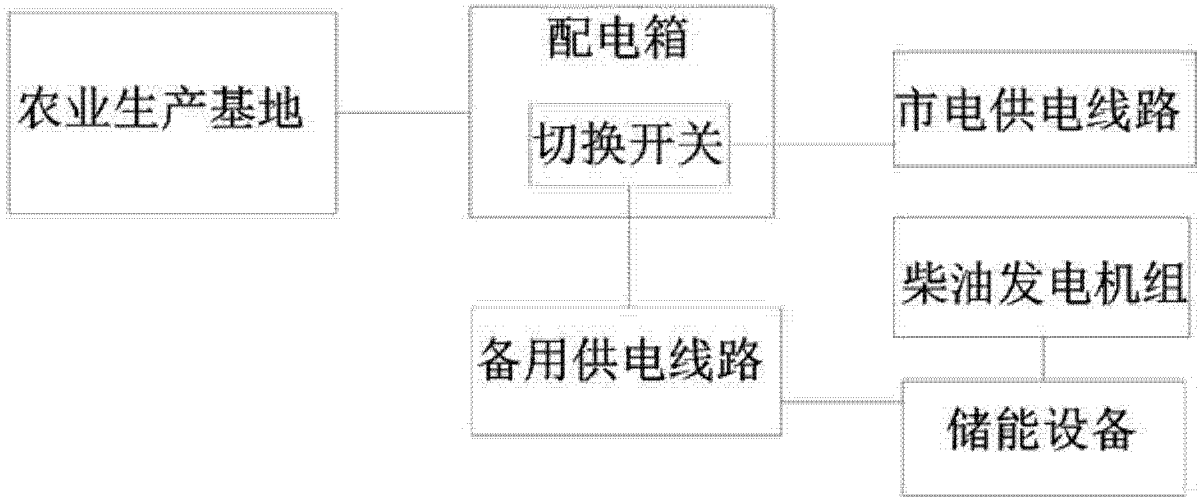 配电箱
农业生产基地
切换开关
市电供电线路
柴油发电机组
备用供电线路
储能设备